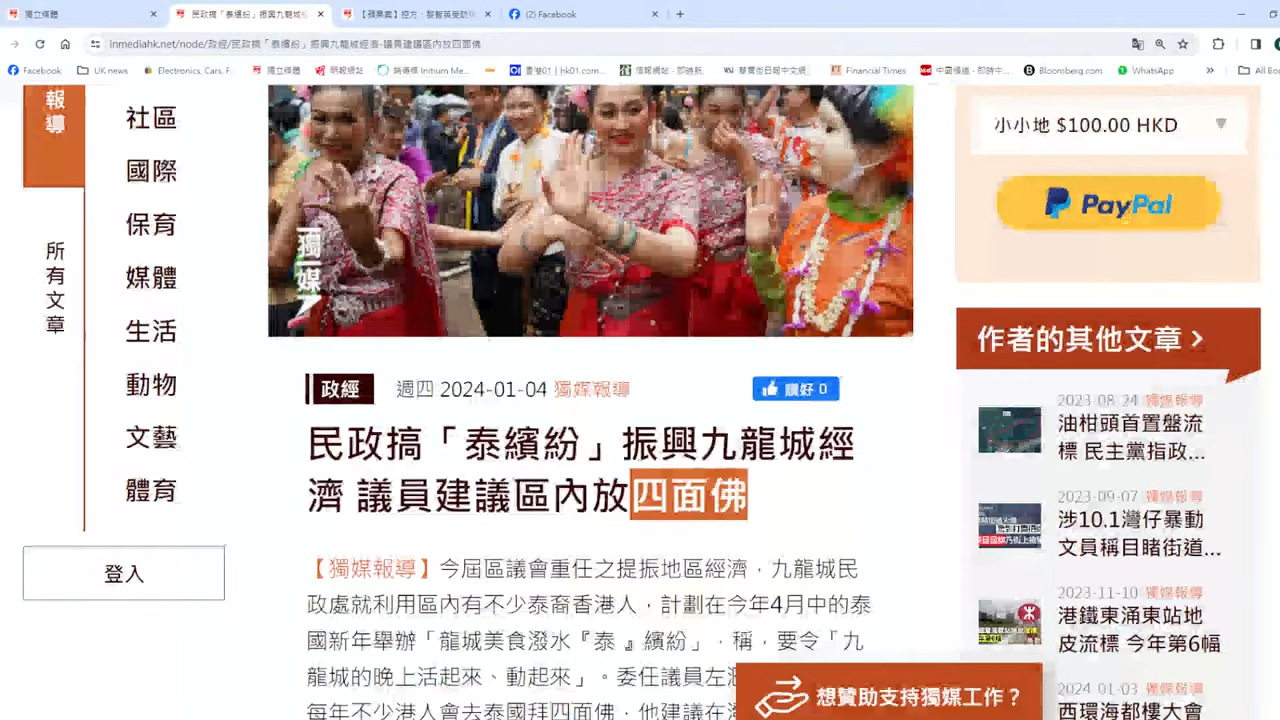 獨立媒體
民政搞「泰繽紛」振興九龍城
【蘋果案】控方：黎智英受訪
(2) Facebook
inmediahk.net/node/政經/民政搞「泰繽紛」振興九龍城經濟-議員建議區內放四面佛
Facebook
UK news
Electronics, Cars, F...
獨立媒體
明報網站
端傳媒 Initium Me...
香港01 | hk01.com...
信報網站 - 即時新...
華爾街日報中文網...
Financial Times
中國報道 - 即時中...
Bloomberg.com
WhatsApp
»
All Bo
報導
所有文章
社區
國際
保育
媒體
生活
動物
文藝
體育
登入
獨媒
政經
週四 2024-01-04 獨媒報導
讚好 0
民政搞「泰繽紛」振興九龍城經
濟 議員建議區內放四面佛
【獨媒報導】今屆區議會重任之提振地區經濟，九龍城民
政處就利用區內有不少泰裔香港人，計劃在今年4月中的泰
國新年舉辦「龍城美食潑水『泰 』繽紛」，稱，要令「九
龍城的晚上活起來、動起來」。委任議員左滙
每年不少港人會去泰國拜四面佛，他建議在
小小地 $100.00 HKD
PayPal
作者的其他文章
2023-08-24 獨媒報導
油柑頭首置盤流
標 民主黨指政...
2023-09-07 獨媒報導
涉10.1灣仔暴動
文員稱目睹街道...
2023-11-10 獨媒報導
港鐵東涌東站地
皮流標 今年第6幅
2024-01-03 獨媒報導
西環海都樓大會
想贊助支持獨媒工作？